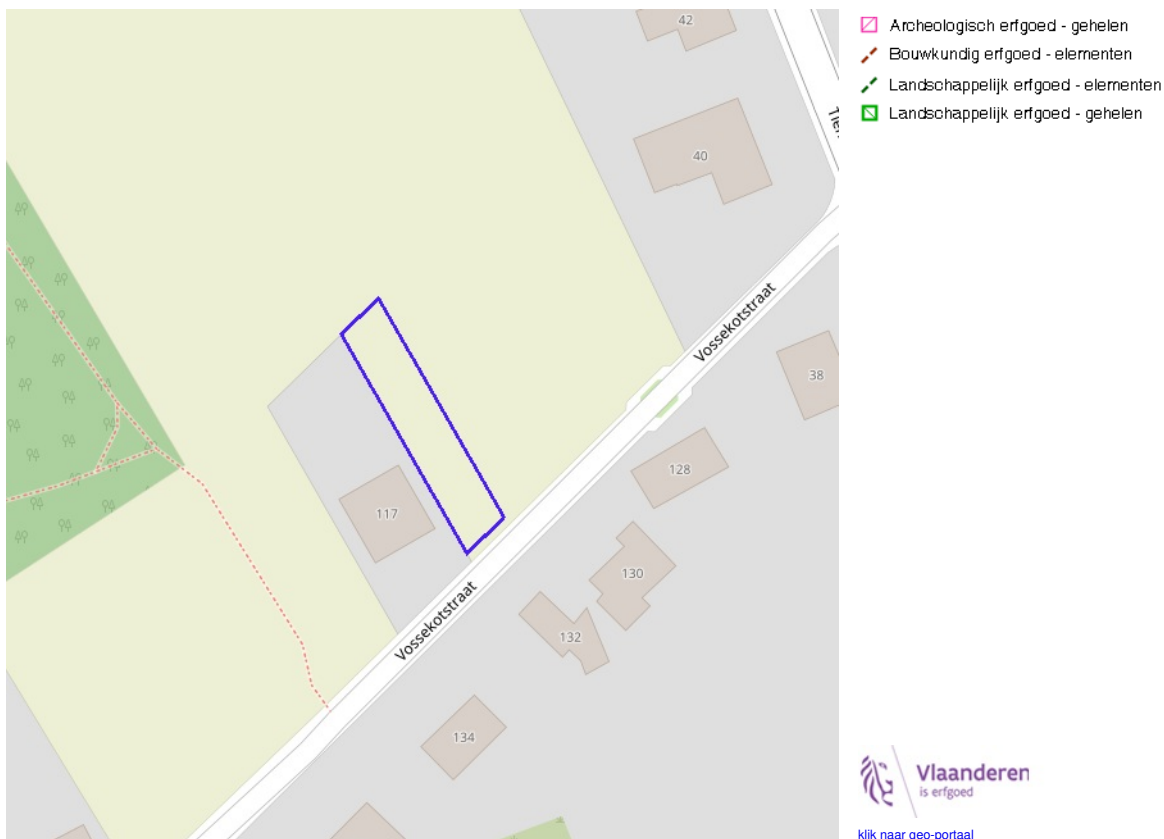 42
Archeologisch erfgoed - gehelen
Bouwkundig erfgoed - elementen
Landschappelijk erfgoed - elementen
Landschappelijk erfgoed - gehelen
40
Vossekotstraat
38
128
117
130
Vossekotstraat
132
134
Vlaanderen
is erfgoed
klik naar geo-portaal